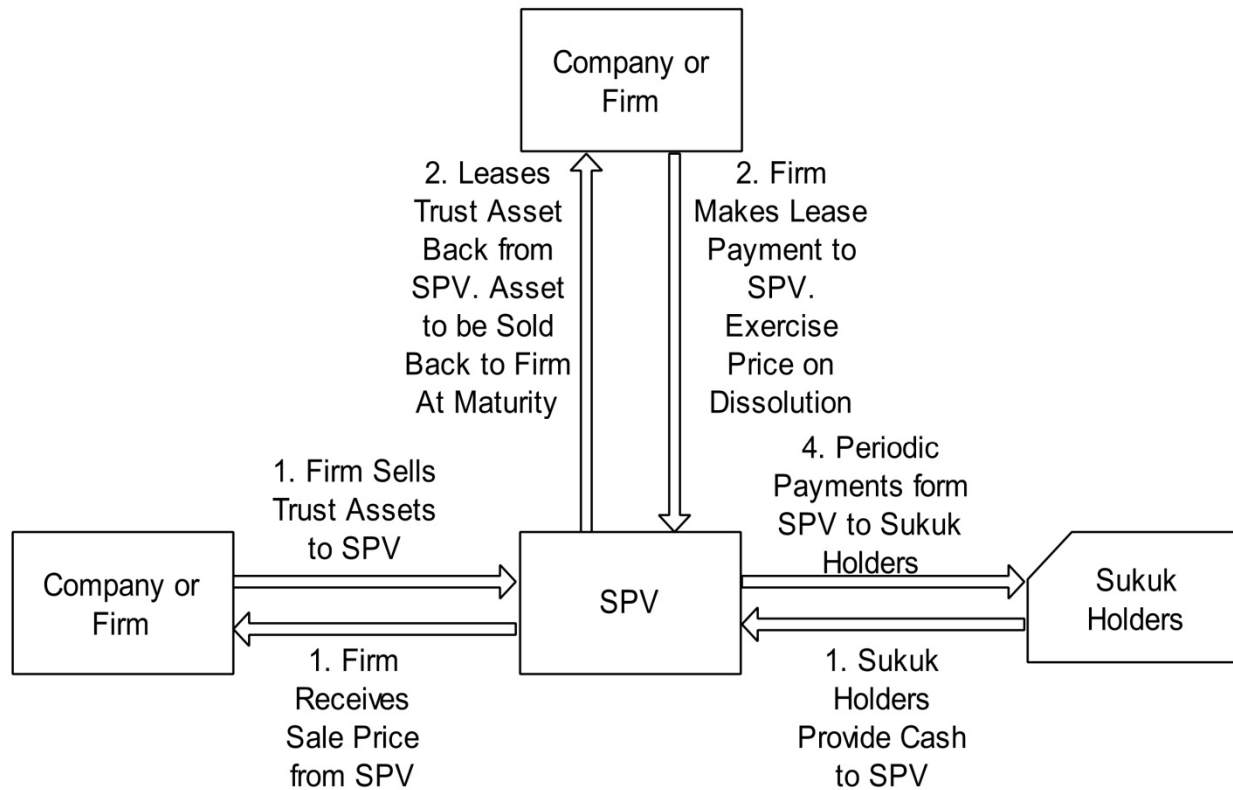 Company or
Firm
2. Leases
Trust Asset
Back from
SPV. Asset
to be Sold
Back to Firm
At Maturity
2. Firm
Makes Lease
Payment to
SPV.
Exercise
Price on
Dissolution
1. Firm Sells
Trust Assets
to SPV
4. Periodic
Payments form
SPV to Sukuk
Holders
Company or
Firm
SPV
Sukuk
Holders
1. Firm
Receives
Sale Price
from SPV
1. Sukuk
Holders
Provide Cash
to SPV